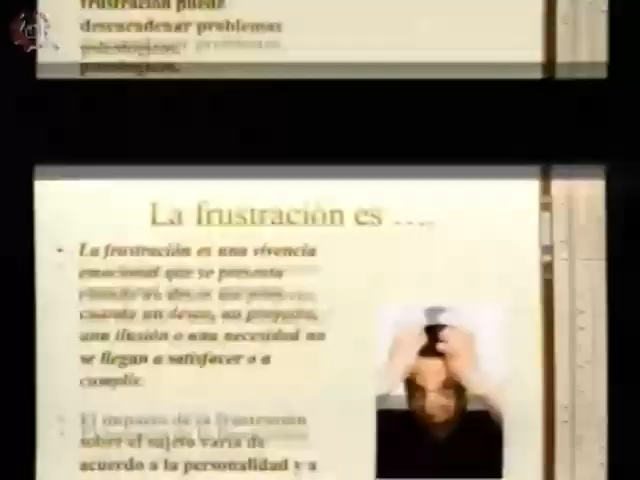 frustración puede
desencadenar problemas
psicológicos.
La frustración es ….
• La frustración es una vivencia
emocional que se presenta
cuando un deseo, un proyecto,
una ilusión o una necesidad no
se llegan a satisfacer o a
cumplir.
• El impacto de la frustración
sobre el sujeto varía de
acuerdo a la personalidad y a